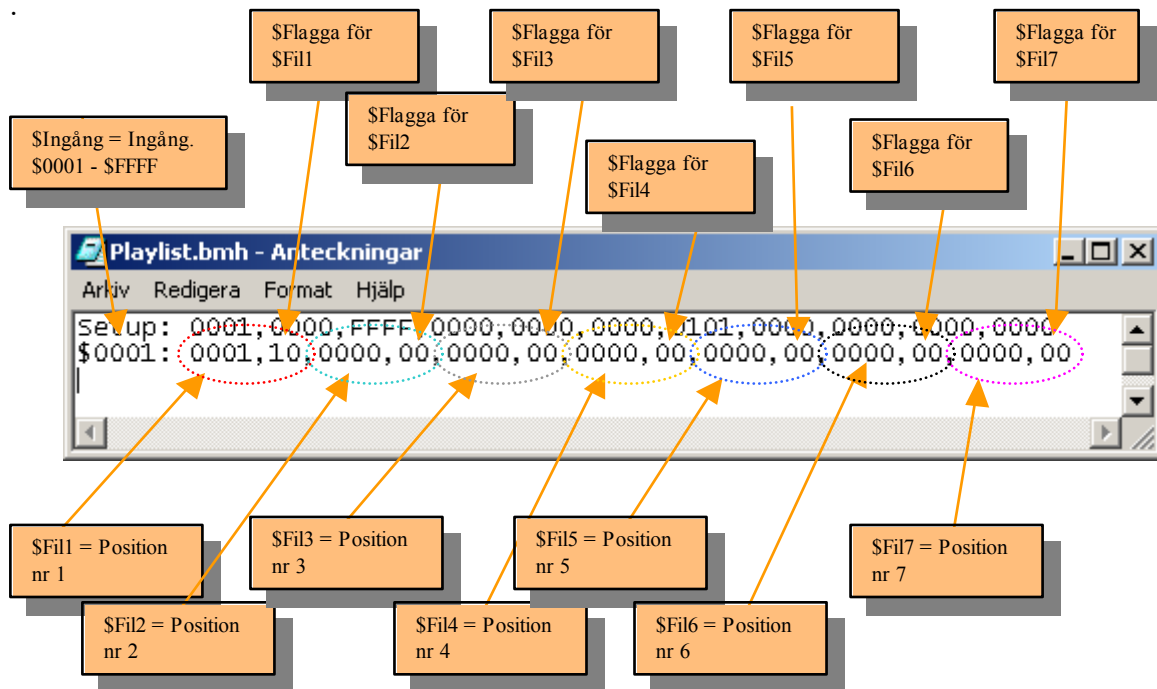 .
$Flagga för
$Fil1
$Flagga för
$Fil3
$Flagga för
$Fil5
$Flagga för
$Fil7
$Flagga för
$Fil2
$Ingång = Ingång.
$0001 - $FFFF
$Flagga för
$Fil6
$Flagga för
$Fil4
Playlist.bmh - Anteckningar
Arkiv Redigera Format Hjälp
Setup: 0001,0000,FFFF,0000,0000,0000,0101,0000,0000,0000,0000
$0001: 0001,10,0000,00,0000,00,0000,00,0000,00,0000,00,0000,00
$Fil1 = Position
nr 1
$Fil3 = Position
nr 3
$Fil5 = Position
nr 5
$Fil7 = Position
nr 7
$Fil2 = Position
nr 2
$Fil4 = Position
nr 4
$Fil6 = Position
nr 6